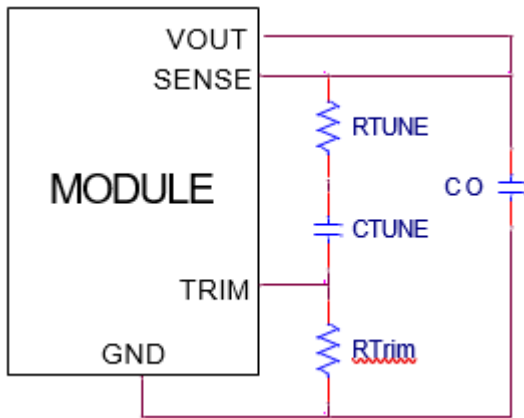 VOUT
SENSE
RTUNE
MODULE
CO
CTUNE
TRIM
GND
RTrim